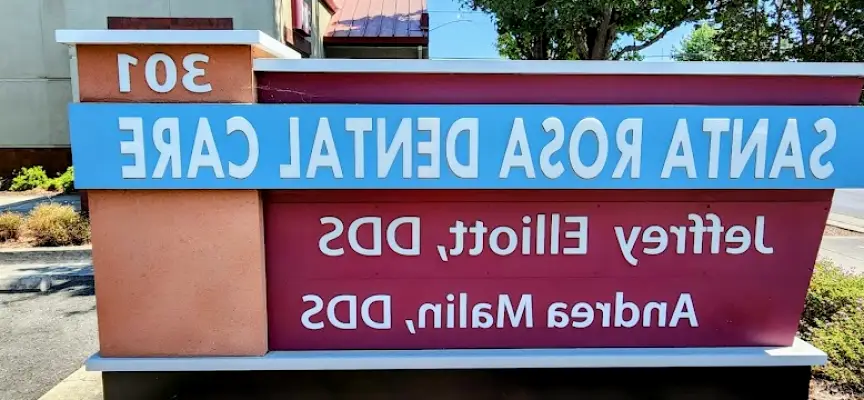 301
SANTA ROSA DENTAL CARE
Jeffrey Elliott, DDS
Andrea Malin, DDS